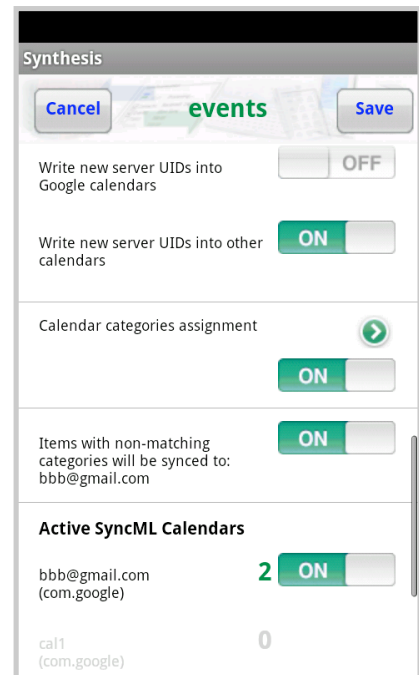 Synthesis
Cancel
events
Save
Write new server UIDs into
Google calendars
OFF
Write new server UIDs into other
calendars
ON
Calendar categories assignment
ON
Items with non-matching
categories will be synced to:
bbb@gmail.com
ON
Active SyncML Calendars
bbb@gmail.com
(com.google)
2
ON
cal1
(com.google)
0